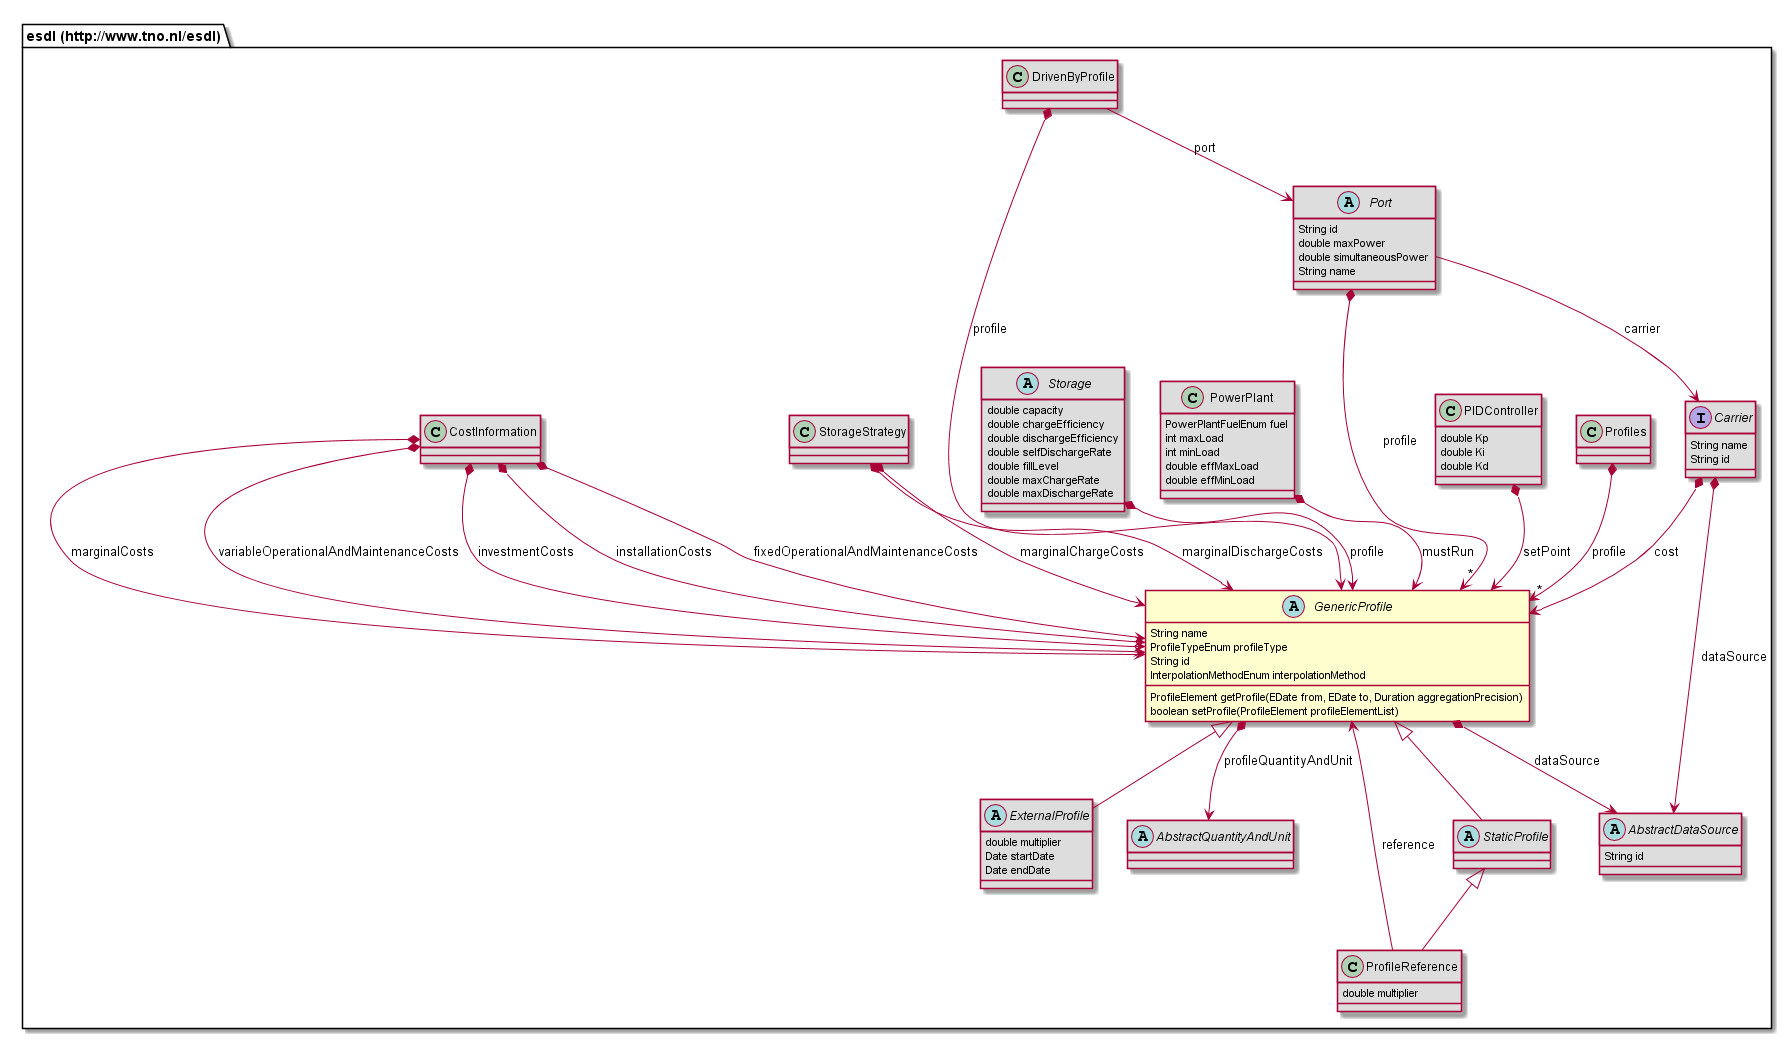 esdl (http://www.tno.nl/esdl)
C DrivenByProfile
port
A Port
String id
double maxPower
double simultaneousPower
String name
profile
carrier
A Storage
double capacity
double chargeEfficiency
double dischargeEfficiency
double selfDischargeRate
double fillLevel
double maxChargeRate
double maxDischargeRate
C PowerPlant
PowerPlantFuelEnum fuel
int maxLoad
int minLoad
double effMaxLoad
double effMinLoad
profile
C PIDController
double Kp
double Ki
double Kd
C Profiles
I Carrier
String name
String id
C CostInformation
C StorageStrategy
marginalCosts
variableOperationalAndMaintenanceCosts
investmentCosts
installationCosts
fixedOperationalAndMaintenanceCosts
marginalChargeCosts
marginalDischargeCosts
profile
mustRun
*
setPoint
profile
*
cost
A GenericProfile
String name
ProfileTypeEnum profileType
String id
InterpolationMethodEnum interpolationMethod
ProfileElement getProfile(EDate from, EDate to, Duration aggregationPrecision)
boolean setProfile(ProfileElement profileElementList)
dataSource
profileQuantityAndUnit
dataSource
A ExternalProfile
double multiplier
Date startDate
Date endDate
A AbstractQuantityAndUnit
reference
A StaticProfile
A AbstractDataSource
String id
C ProfileReference
double multiplier